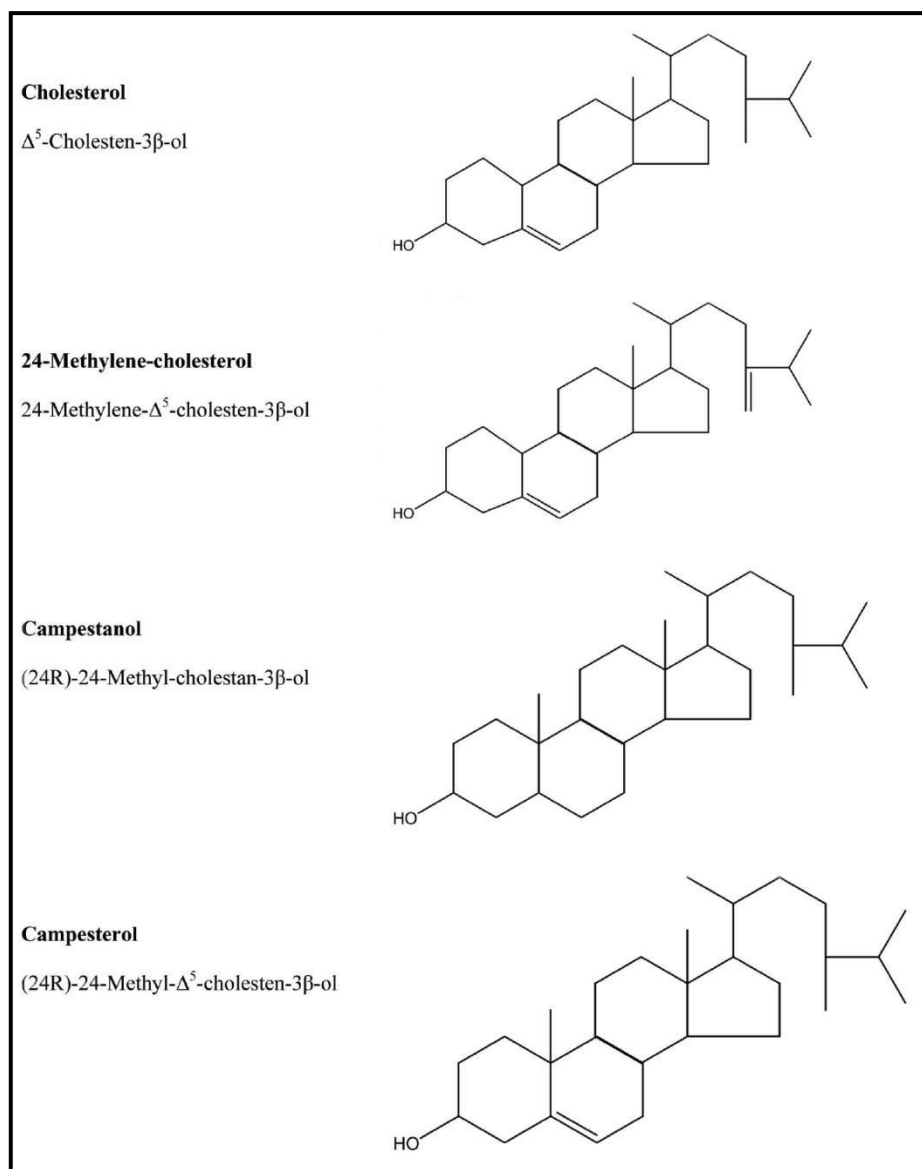 Cholesterol
Δ⁵-Cholesten-3β-ol
HO
24-Methylene-cholesterol
24-Methylene-Δ⁵-cholesten-3β-ol
HO
Campestanol
(24R)-24-Methyl-cholestan-3β-ol
HO
Campesterol
(24R)-24-Methyl-Δ⁵-cholesten-3β-ol
HO